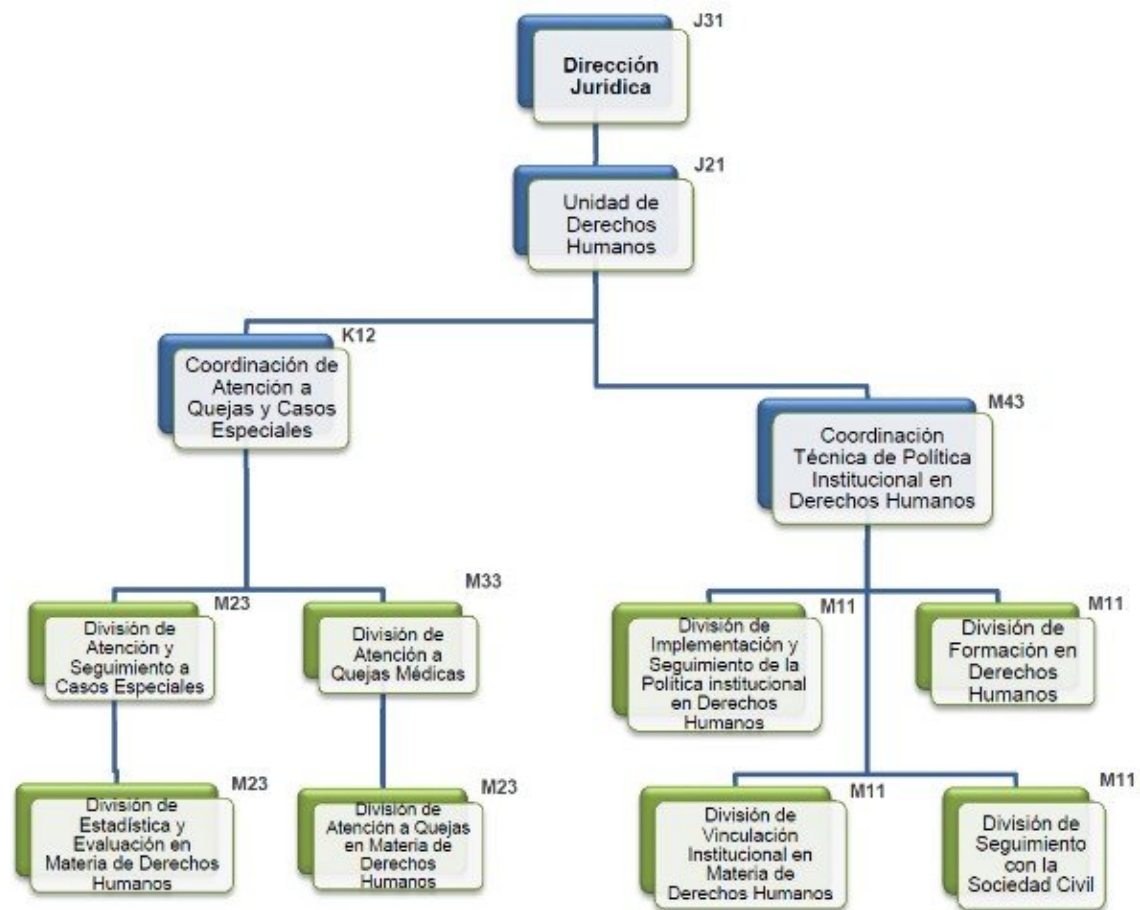 J31
Dirección
Juridica
J21
Unidad de
Derechos
Humanos
K12
Coordinación de
Atención a
Quejas y Casos
Especiales
M43
Coordinación
Técnica de Política
Institucional en
Derechos Humanos
M23
División de
Atención y
Seguimiento a
Casos Especiales
M33
División de
Atención a
Quejas Médicas
M11
División de
Implementación y
Seguimiento de la
Política institucional
en Derechos
Humanos
M11
División de
Formación en
Derechos
Humanos
M23
División de
Estadística y
Evaluación en
Materia de Derechos
Humanos
M23
División de
Atención a Quejas
en Materia de
Derechos
Humanos
M11
División de
Vinculación
Institucional en
Materia de
Derechos Humanos
M11
División de
Seguimiento
con la
Sociedad Civil